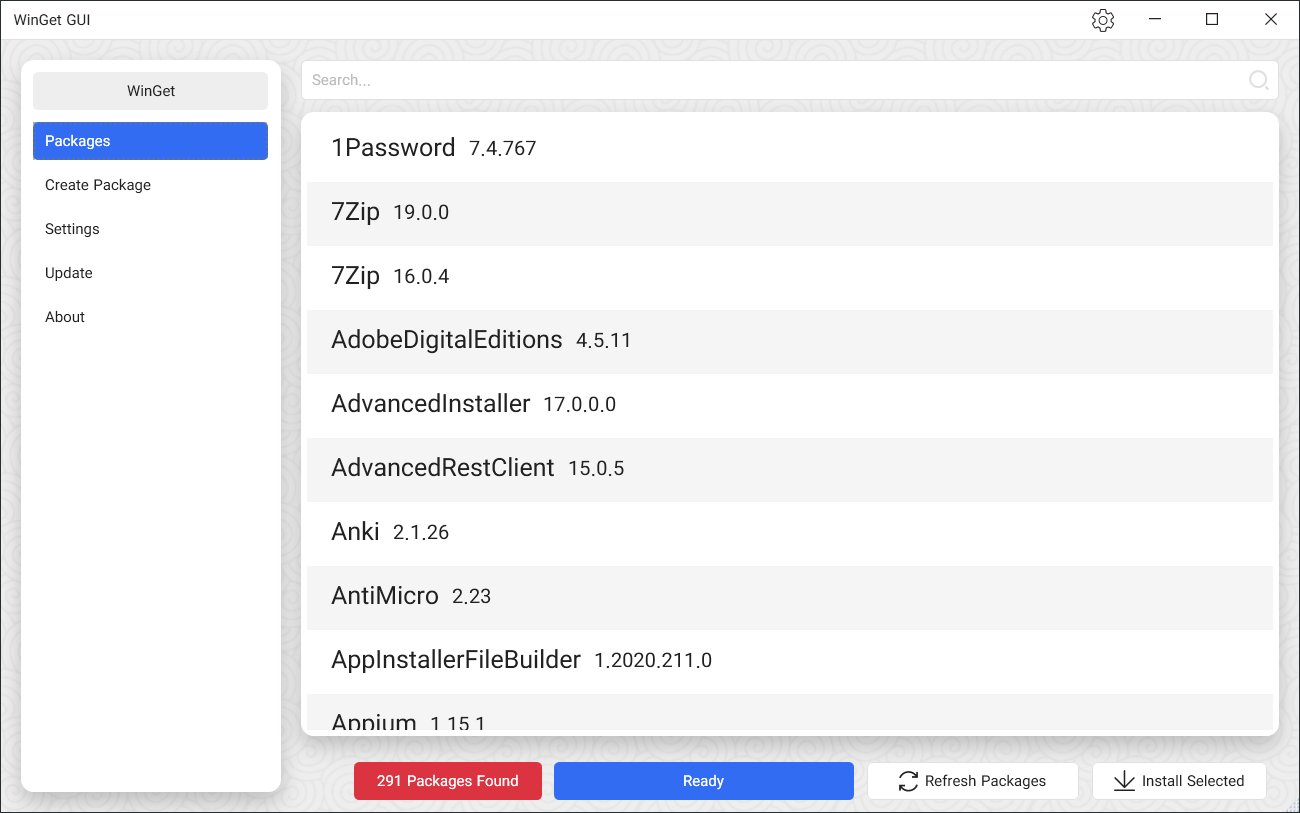 WinGet GUI
WinGet
Packages
Create Package
Settings
Update
About
Search...
1Password 7.4.767
7Zip 19.0.0
7Zip 16.0.4
AdobeDigitalEditions 4.5.11
AdvancedInstaller 17.0.0.0
AdvancedRestClient 15.0.5
Anki 2.1.26
AntiMicro 2.23
AppInstallerFileBuilder 1.2020.211.0
Appium 1.15.1
291 Packages Found
Ready
Refresh Packages
Install Selected